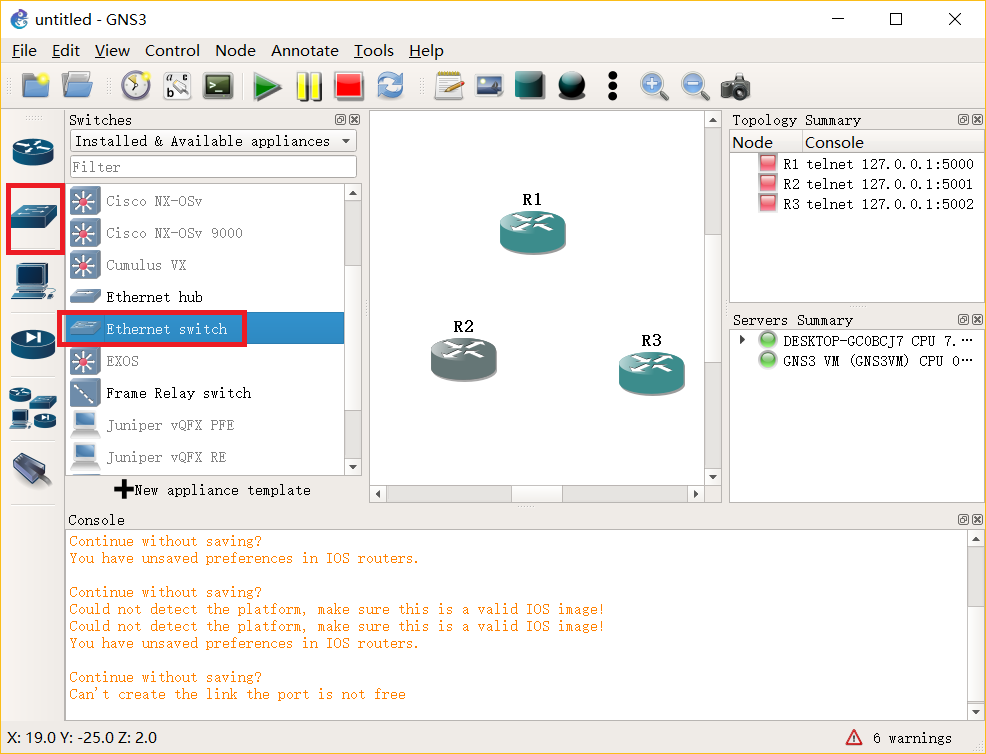 untitled - GNS3
File Edit View Control Node Annotate Tools Help
Switches
Installed & Available appliances
Filter
Cisco NX-OSv
Cisco NX-OSv 9000
Cumulus VX
Ethernet hub
Ethernet switch
EXOS
Frame Relay switch
Juniper vQFX PFE
Juniper vQFX RE
New appliance template
R1
R2
R3
Topology Summary
Node Console
R1 telnet 127.0.0.1:5000
R2 telnet 127.0.0.1:5001
R3 telnet 127.0.0.1:5002
Servers Summary
DESKTOP-GCOBCJ7 CPU 7.…
GNS3 VM (GNS3VM) CPU 0…
Console
Continue without saving?
You have unsaved preferences in IOS routers.
Continue without saving?
Could not detect the platform, make sure this is a valid IOS image!
Could not detect the platform, make sure this is a valid IOS image!
You have unsaved preferences in IOS routers.
Continue without saving?
Can't create the link the port is not free
X: 19.0 Y: -25.0 Z: 2.0
6 warnings